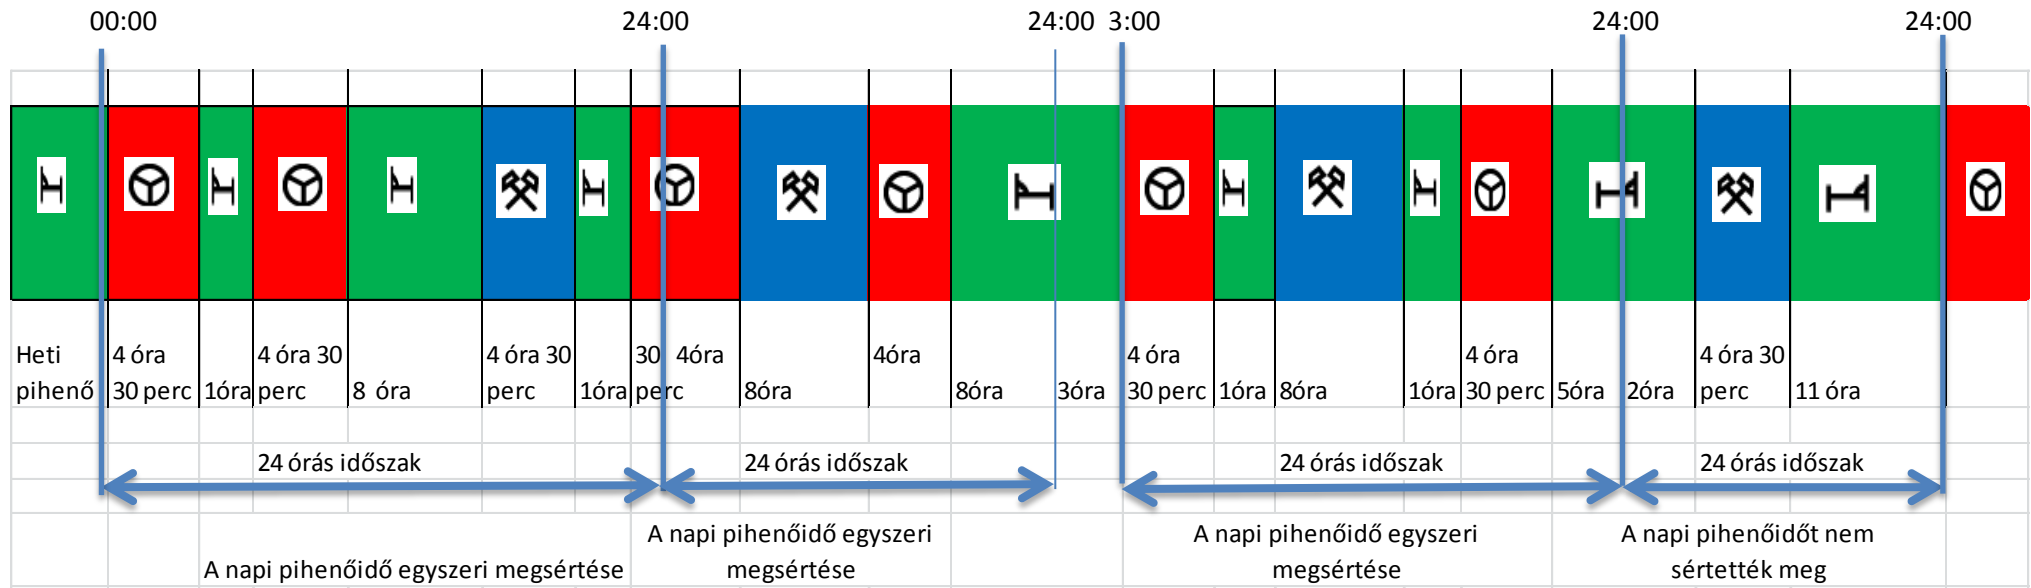 00:00 24:00 24:00 3:00 24:00 24:00
Heti pihenő
4 óra 30 perc
1óra
4 óra 30 perc
8 óra
4 óra 30 perc
1óra
30 perc
4óra
8óra
4óra
8óra
3óra
4 óra 30 perc
1óra
8óra
1óra
4 óra 30 perc
5óra
2óra
4 óra 30 perc
11 óra
24 órás időszak 24 órás időszak 24 órás időszak 24 órás időszak
A napi pihenőidő egyszeri megsértése
A napi pihenőidő egyszeri
megsértése
A napi pihenőidő egyszeri
megsértése
A napi pihenőidőt nem
sértették meg